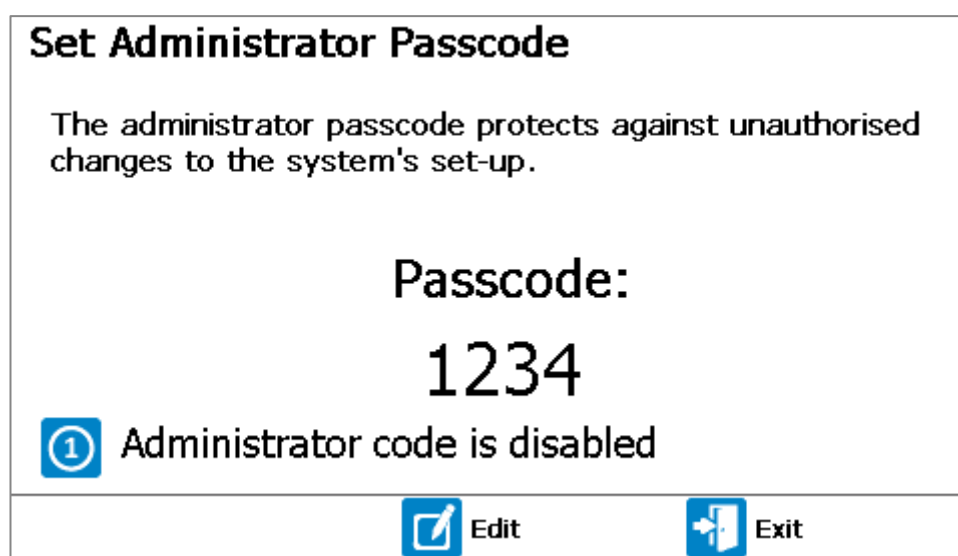 Set Administrator Passcode
The administrator passcode protects against unauthorised
changes to the system's set-up.
Passcode:
1234
1 Administrator code is disabled
Edit Exit